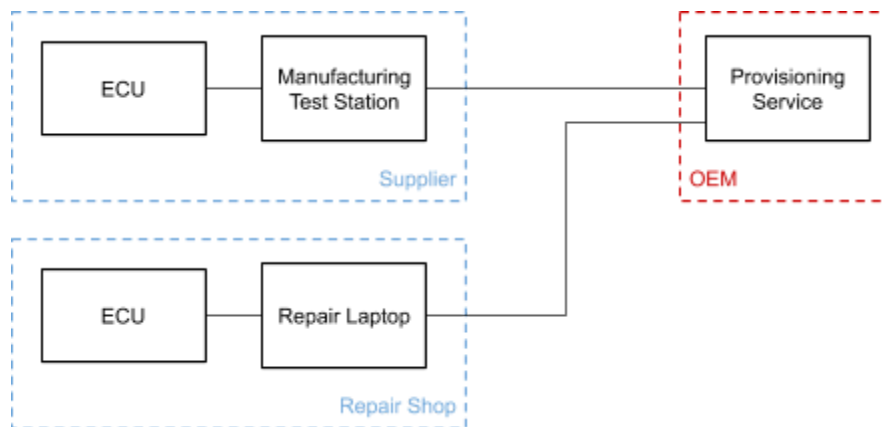 ECU
Manufacturing
Test Station
Provisioning
Service
Supplier
OEM
ECU
Repair Laptop
Repair Shop